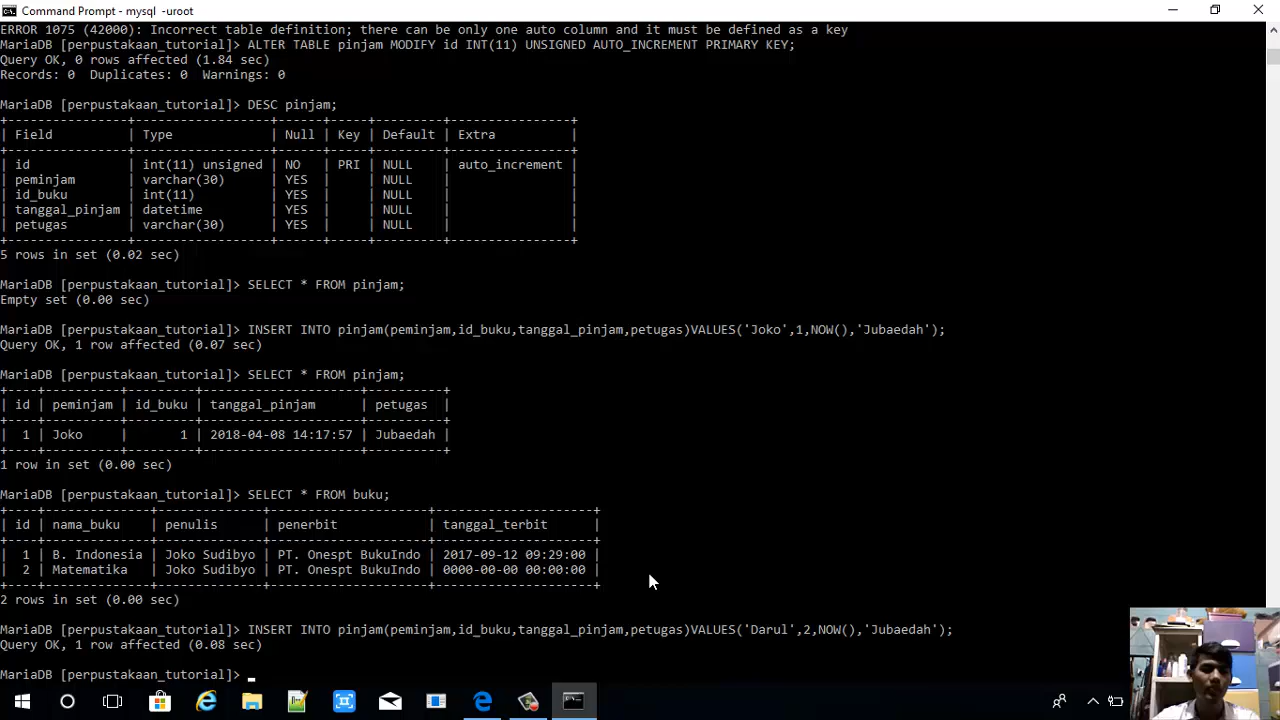 Command Prompt - mysql -uroot
ERROR 1075 (42000): Incorrect table definition; there can be only one auto column and it must be defined as a key
MariaDB [perpustakaan_tutorial]> ALTER TABLE pinjam MODIFY id INT(11) UNSIGNED AUTO_INCREMENT PRIMARY KEY;
Query OK, 0 rows affected (1.84 sec)
Records: 0  Duplicates: 0  Warnings: 0
MariaDB [perpustakaan_tutorial]> DESC pinjam;
+----------------+------------------+------+-----+---------+----------------+
| Field          | Type             | Null | Key | Default | Extra          |
+----------------+------------------+------+-----+---------+----------------+
| id             | int(11) unsigned | NO   | PRI | NULL    | auto_increment |
| peminjam       | varchar(30)      | YES  |     | NULL    |                |
| id_buku        | int(11)          | YES  |     | NULL    |                |
| tanggal_pinjam | datetime         | YES  |     | NULL    |                |
| petugas        | varchar(30)      | YES  |     | NULL    |                |
+----------------+------------------+------+-----+---------+----------------+
5 rows in set (0.02 sec)
MariaDB [perpustakaan_tutorial]> SELECT * FROM pinjam;
Empty set (0.00 sec)
MariaDB [perpustakaan_tutorial]> INSERT INTO pinjam(peminjam,id_buku,tanggal_pinjam,petugas)VALUES('Joko',1,NOW(),'Jubaedah');
Query OK, 1 row affected (0.07 sec)
MariaDB [perpustakaan_tutorial]> SELECT * FROM pinjam;
+----+----------+---------+---------------------+----------+
| id | peminjam | id_buku | tanggal_pinjam      | petugas  |
+----+----------+---------+---------------------+----------+
|  1 | Joko     |       1 | 2018-04-08 14:17:57 | Jubaedah |
+----+----------+---------+---------------------+----------+
1 row in set (0.00 sec)
MariaDB [perpustakaan_tutorial]> SELECT * FROM buku;
+----+--------------+--------------+---------------------+---------------------+
| id | nama_buku    | penulis      | penerbit            | tanggal_terbit      |
+----+--------------+--------------+---------------------+---------------------+
|  1 | B. Indonesia | Joko Sudibyo | PT. Onespt BukuIndo | 2017-09-12 09:29:00 |
|  2 | Matematika   | Joko Sudibyo | PT. Onespt BukuIndo | 0000-00-00 00:00:00 |
+----+--------------+--------------+---------------------+---------------------+
2 rows in set (0.00 sec)
MariaDB [perpustakaan_tutorial]> INSERT INTO pinjam(peminjam,id_buku,tanggal_pinjam,petugas)VALUES('Darul',2,NOW(),'Jubaedah');
Query OK, 1 row affected (0.08 sec)
MariaDB [perpustakaan_tutorial]> _